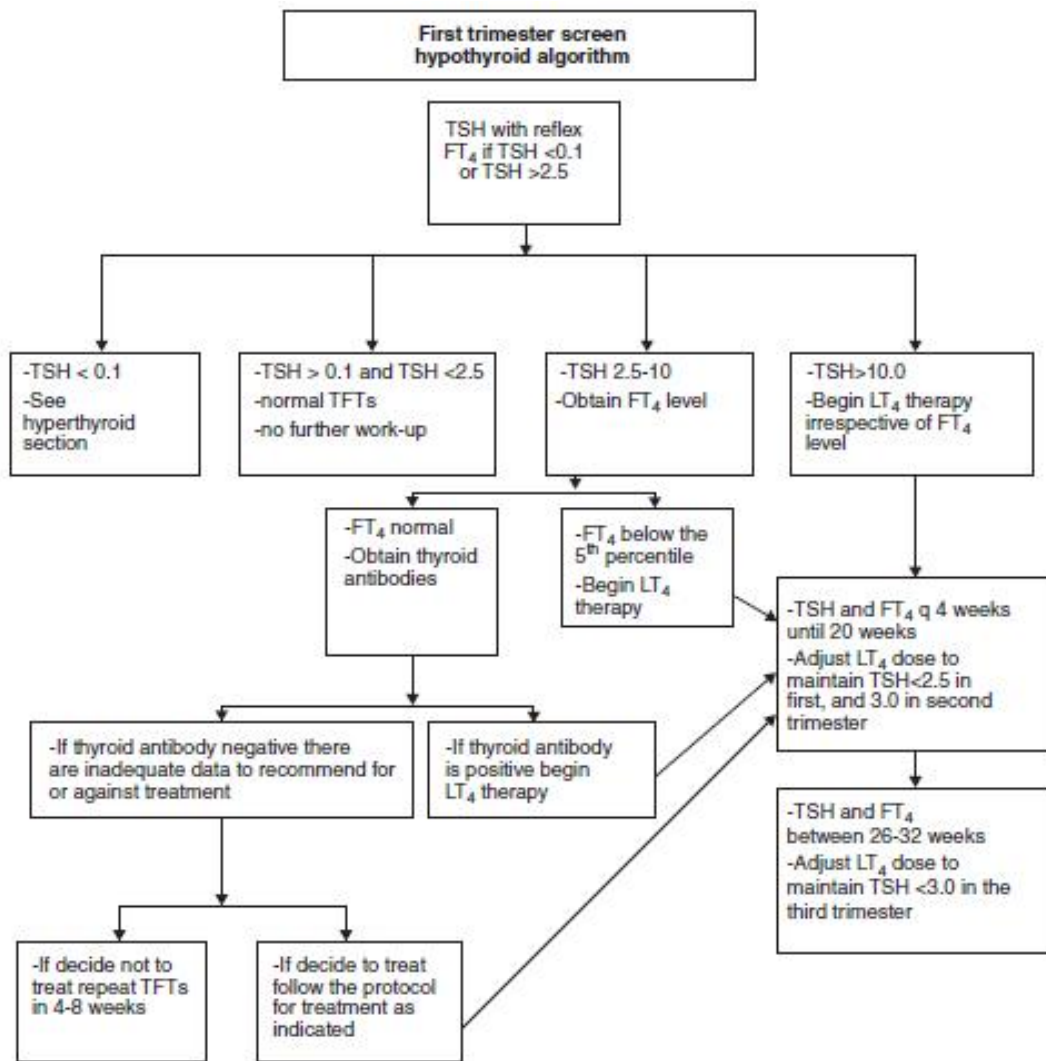 First trimester screen
hypothyroid algorithm
TSH with reflex
FT4 if TSH <0.1
or TSH >2.5
-TSH < 0.1
-See
hyperthyroid
section
-TSH > 0.1 and TSH <2.5
-normal TFTs
-no further work-up
-TSH 2.5-10
-Obtain FT4 level
-TSH>10.0
-Begin LT4 therapy
irrespective of FT4
level
-FT4 normal
-Obtain thyroid
antibodies
-FT4 below the
5th percentile
-Begin LT4
therapy
-TSH and FT4 q 4 weeks
until 20 weeks
-Adjust LT4 dose to
maintain TSH<2.5 in
first, and 3.0 in second
trimester
-If thyroid antibody negative there
are inadequate data to recommend for
or against treatment
-If thyroid antibody
is positive begin
LT4 therapy
-TSH and FT4
between 26-32 weeks
-Adjust LT4 dose to
maintain TSH <3.0 in the
third trimester
-If decide not to
treat repeat TFTs
in 4-8 weeks
-If decide to treat
follow the protocol
for treatment as
indicated